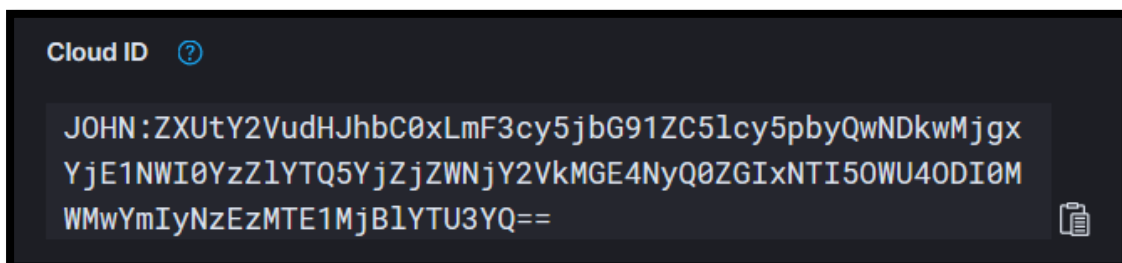 Cloud ID
JOHN:ZXUtY2VudHJhbC0xLmF3cy5jbG91ZC5lcy5pbyQwNDkwMjgx
YjE1NWI0YzZlYTQ5YjZjZWNjY2VkMGE4NyQ0ZGIxNTI5OWU4ODI0M
WMwYmIyNzEzMTE1MjBlYTU3YQ==